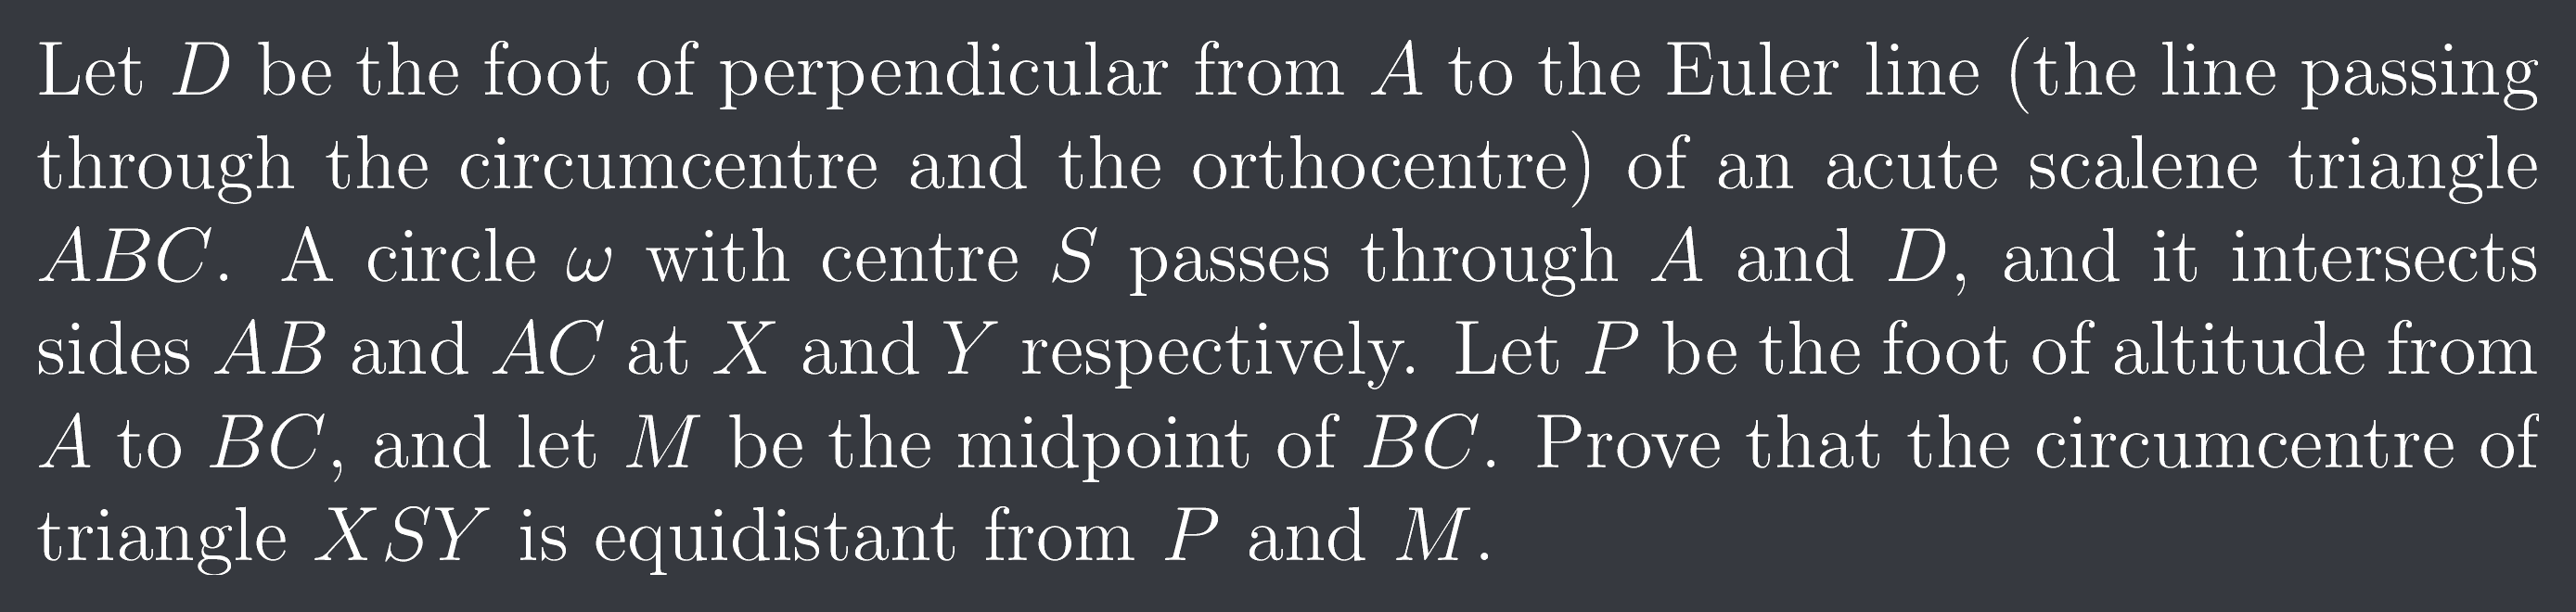 Let D be the foot of perpendicular from A to the Euler line (the line passing
through the circumcentre and the orthocentre) of an acute scalene triangle
ABC. A circle ω with centre S passes through A and D, and it intersects
sides AB and AC at X and Y respectively. Let P be the foot of altitude from
A to BC, and let M be the midpoint of BC. Prove that the circumcentre of
triangle XSY is equidistant from P and M.